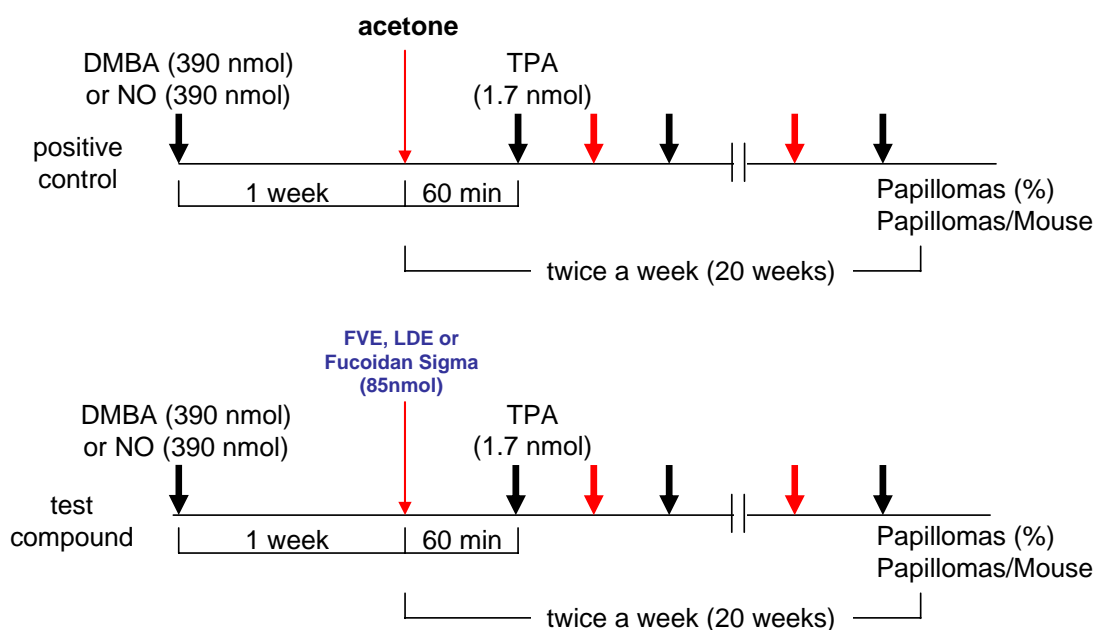 acetone
DMBA (390 nmol)
or NO (390 nmol)
TPA
(1.7 nmol)
positive
control
1 week
60 min
Papillomas (%)
Papillomas/Mouse
twice a week (20 weeks)
FVE, LDE or
Fucoidan Sigma
(85nmol)
DMBA (390 nmol)
or NO (390 nmol)
TPA
(1.7 nmol)
test
compound
1 week
60 min
Papillomas (%)
Papillomas/Mouse
twice a week (20 weeks)